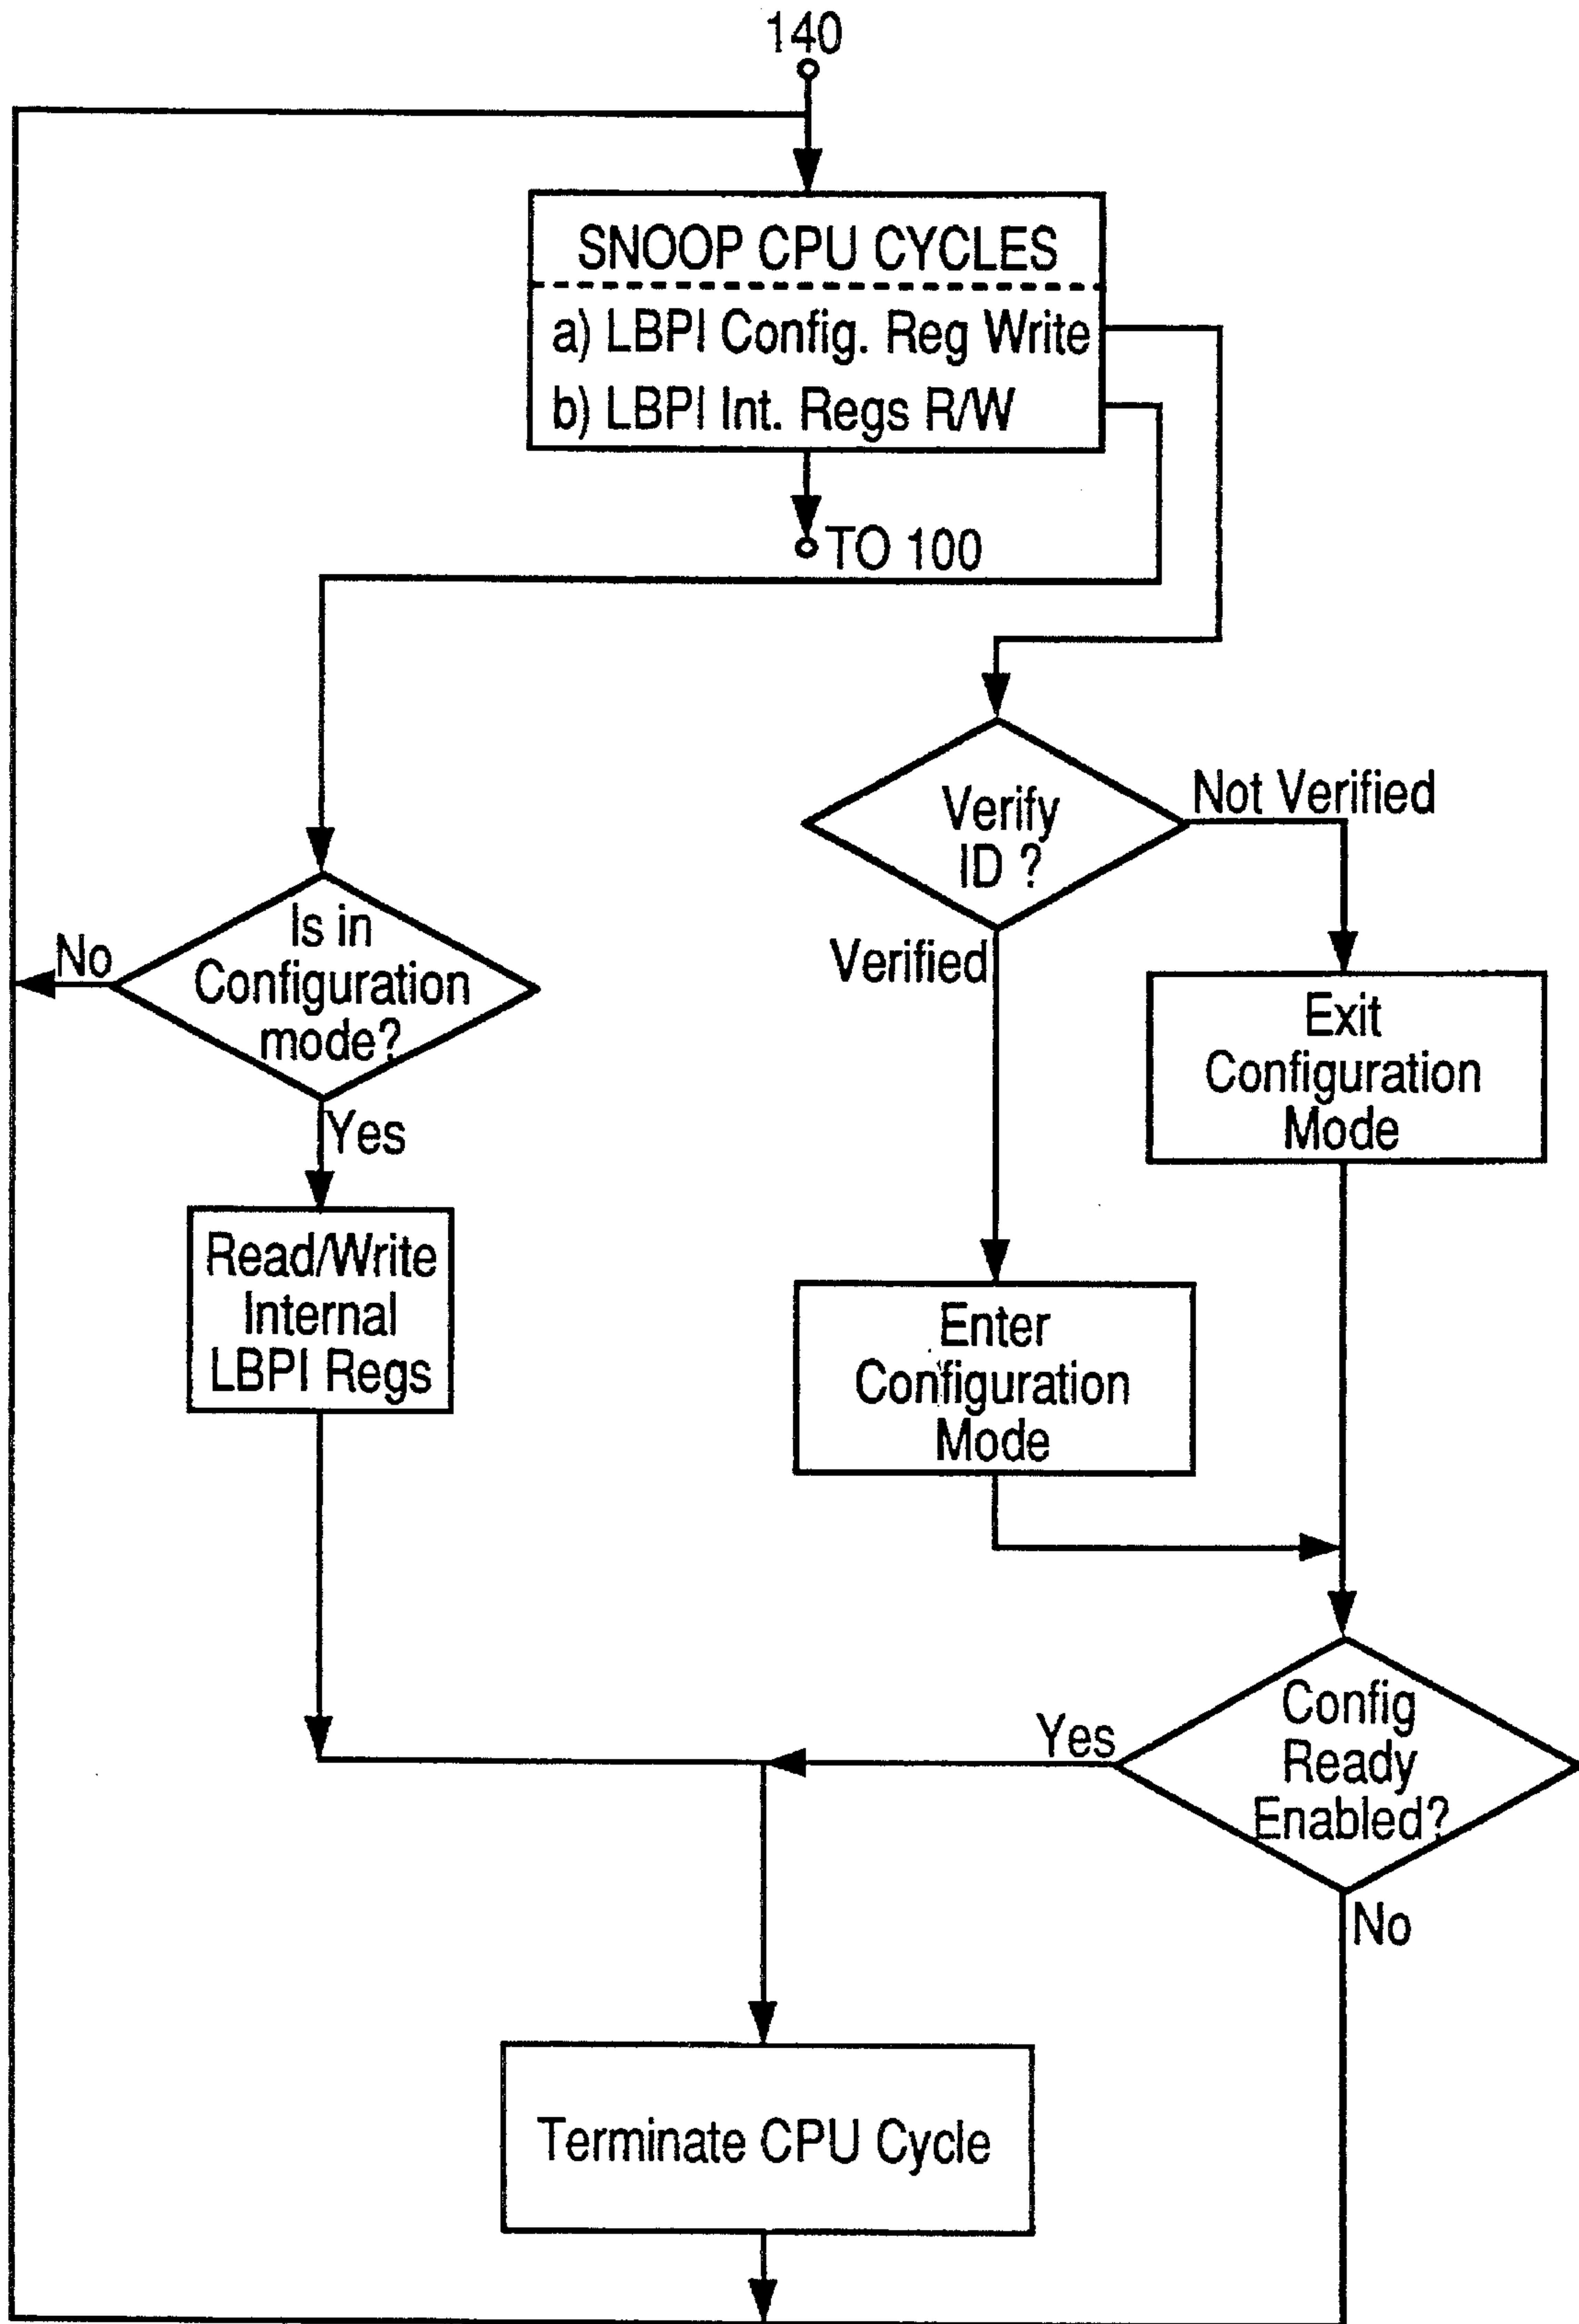 140
SNOOP CPU CYCLES
a) LBPI Config. Reg Write
b) LBPI Int. Regs R/W
TO 100
Verify
ID ?
Not Verified
Verified
Is in
Configuration
mode?
No
Yes
Exit
Configuration
Mode
Read/Write
Internal
LBPI Regs
Enter
Configuration
Mode
Config
Ready
Enabled?
Yes
No
Terminate CPU Cycle